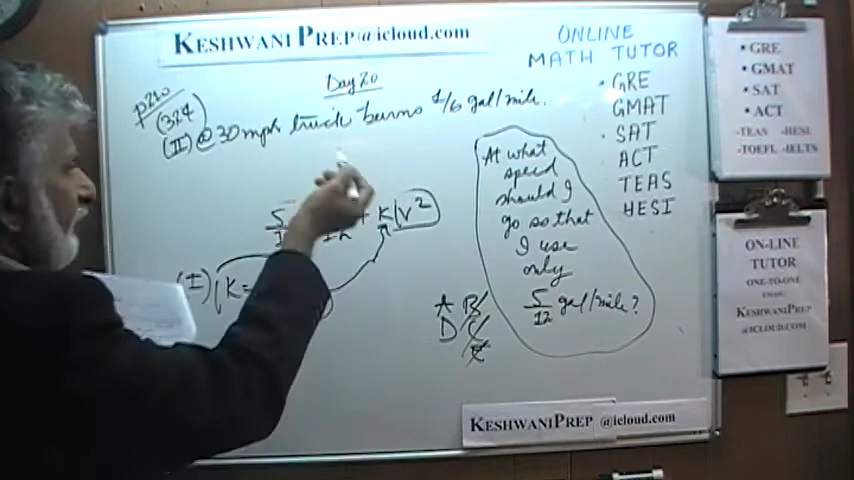 KESHWANIPREP@icloud.com
Day 20
p220
(324)
(II) @ 30 mph truck burns 1/6 gal/mile.
5
+ K V²
(I) (K=
At what
speed
should I
go so that
I use
only
5/12 gal/mile?
A B
D C
E
ONLINE
MATH TUTOR
• GRE
GMAT
• SAT
ACT
TEAS
HESI
• GRE
• GMAT
• SAT
• ACT
-TEAS -HESI
-TOEFL -IELTS
ON-LINE
TUTOR
ONE-TO-ONE
KESHWANIPREP
@ICLOUD.COM
KESHWANIPREP @icloud.com